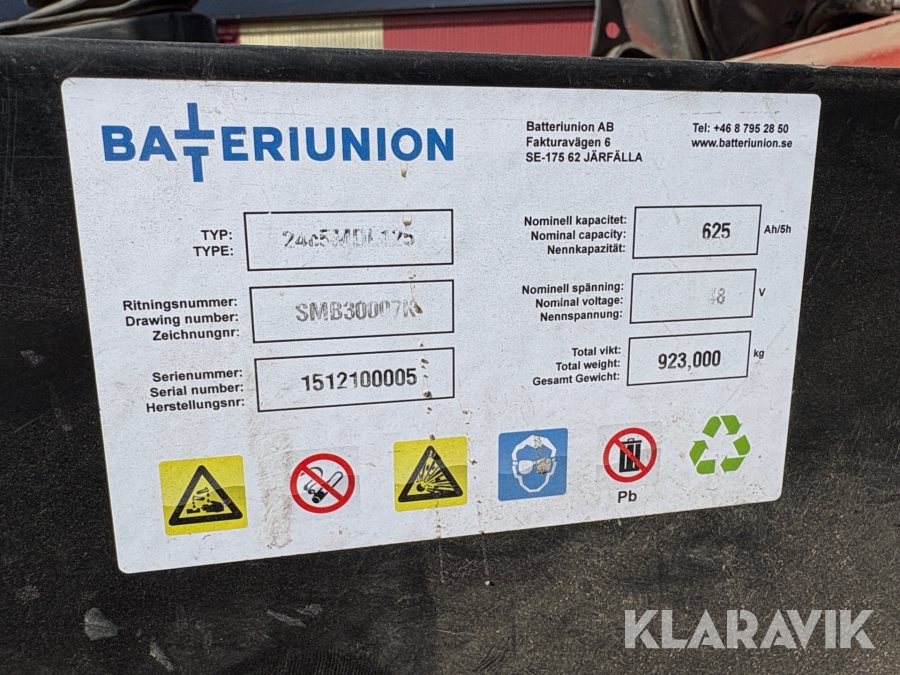 BATTERIUNION
Batteriunion AB
Fakturavägen 6
SE-175 62 JÄRFÄLLA
Tel: +46 8 795 28 50
www.batteriunion.se
TYP:
TYPE:
Ritningsnummer:
Drawing number:
Zeichnungnr:
Serienummer:
Serial number:
Herstellungsnr:
1512100005
Nominell kapacitet:
Nominal capacity:
Nennkapazität:
625
Ah/5h
Nominell spänning:
Nominal voltage:
Nennspannung:
V
Total vikt:
Total weight:
Gesamt Gewicht:
923,000
kg
Pb
KLARAVIK